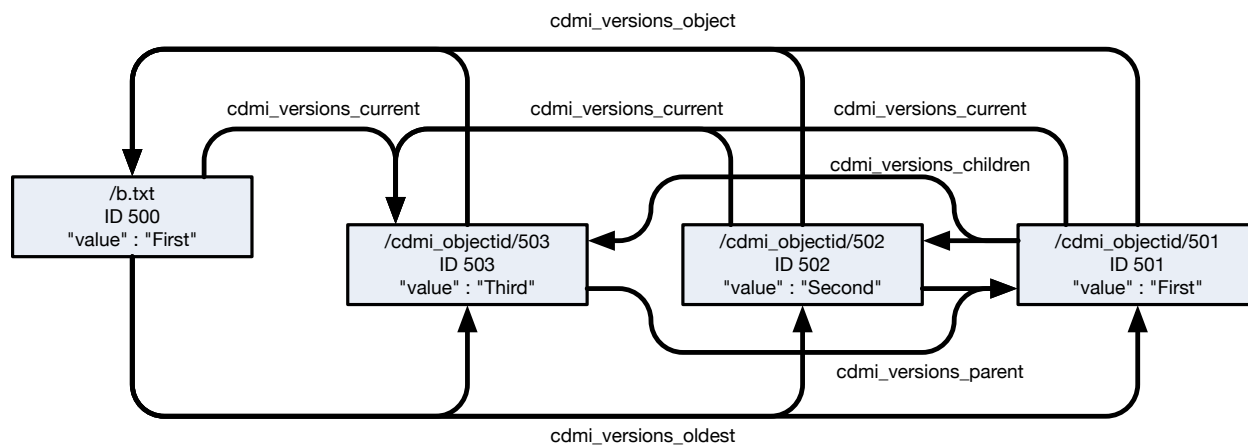 cdmi_versions_object
cdmi_versions_current
cdmi_versions_current
cdmi_versions_current
cdmi_versions_children
/b.txt
ID 500
"value" : "First"
/cdmi_objectid/503
ID 503
"value" : "Third"
/cdmi_objectid/502
ID 502
"value" : "Second"
/cdmi_objectid/501
ID 501
"value" : "First"
cdmi_versions_parent
cdmi_versions_oldest